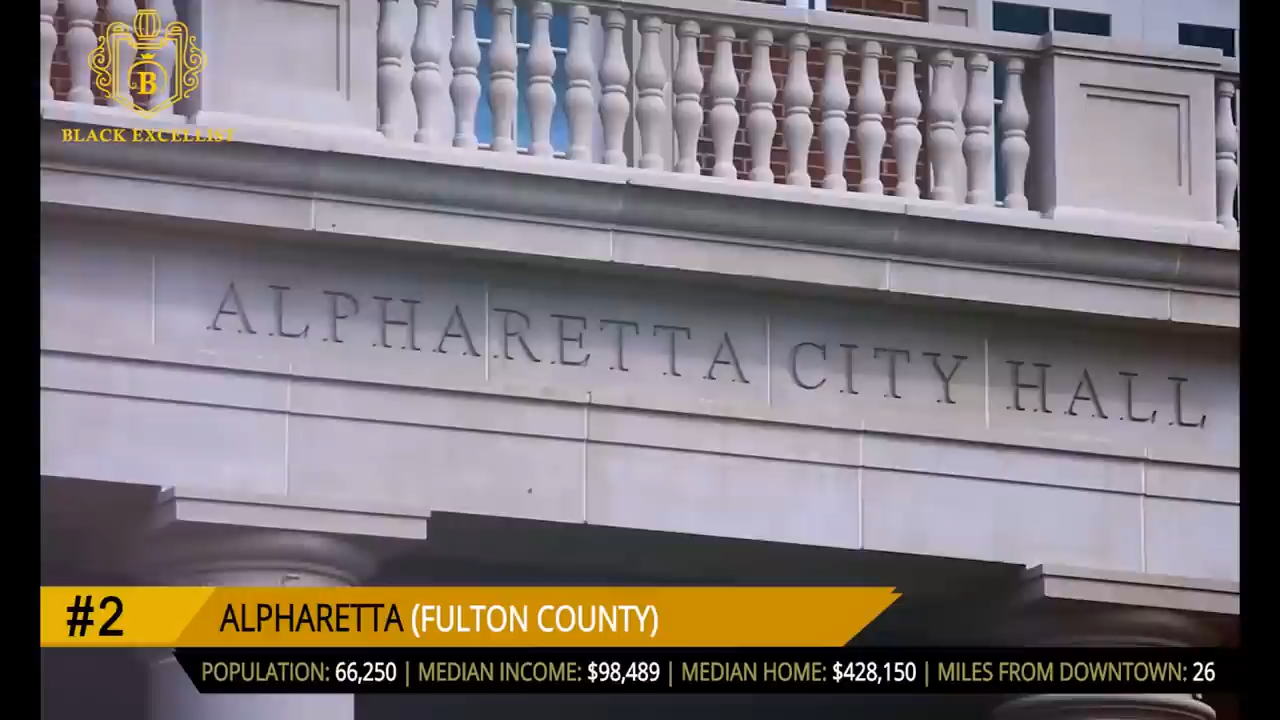 B
BLACK EXCELLIST
ALPHARETTA CITY HALL
#2 ALPHARETTA (FULTON COUNTY)
POPULATION: 66,250 | MEDIAN INCOME: $98,489 | MEDIAN HOME: $428,150 | MILES FROM DOWNTOWN: 26